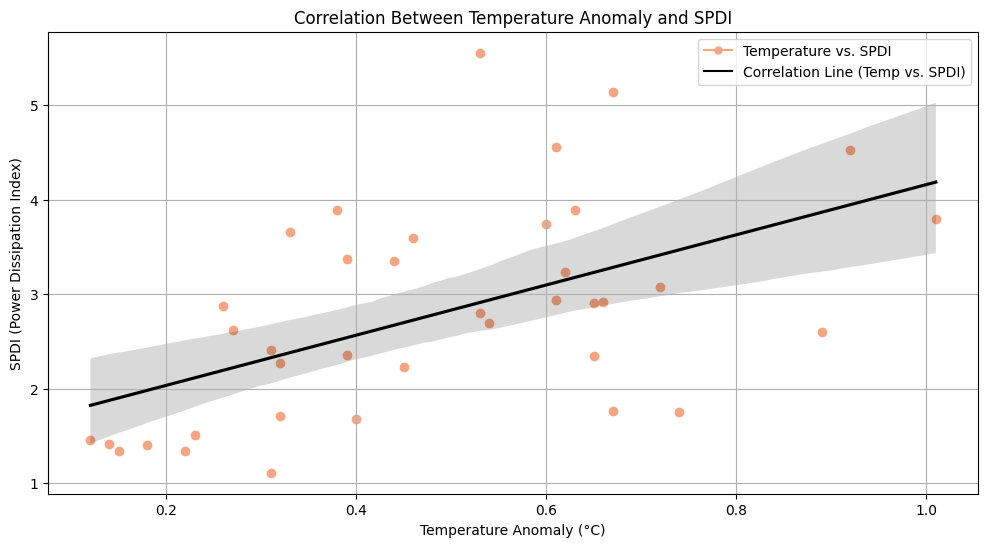 Correlation Between Temperature Anomaly and SPDI
Temperature vs. SPDI
Correlation Line (Temp vs. SPDI)
SPDI (Power Dissipation Index)
5
4
3
2
1
0.2
0.4
0.6
0.8
1.0
Temperature Anomaly (°C)